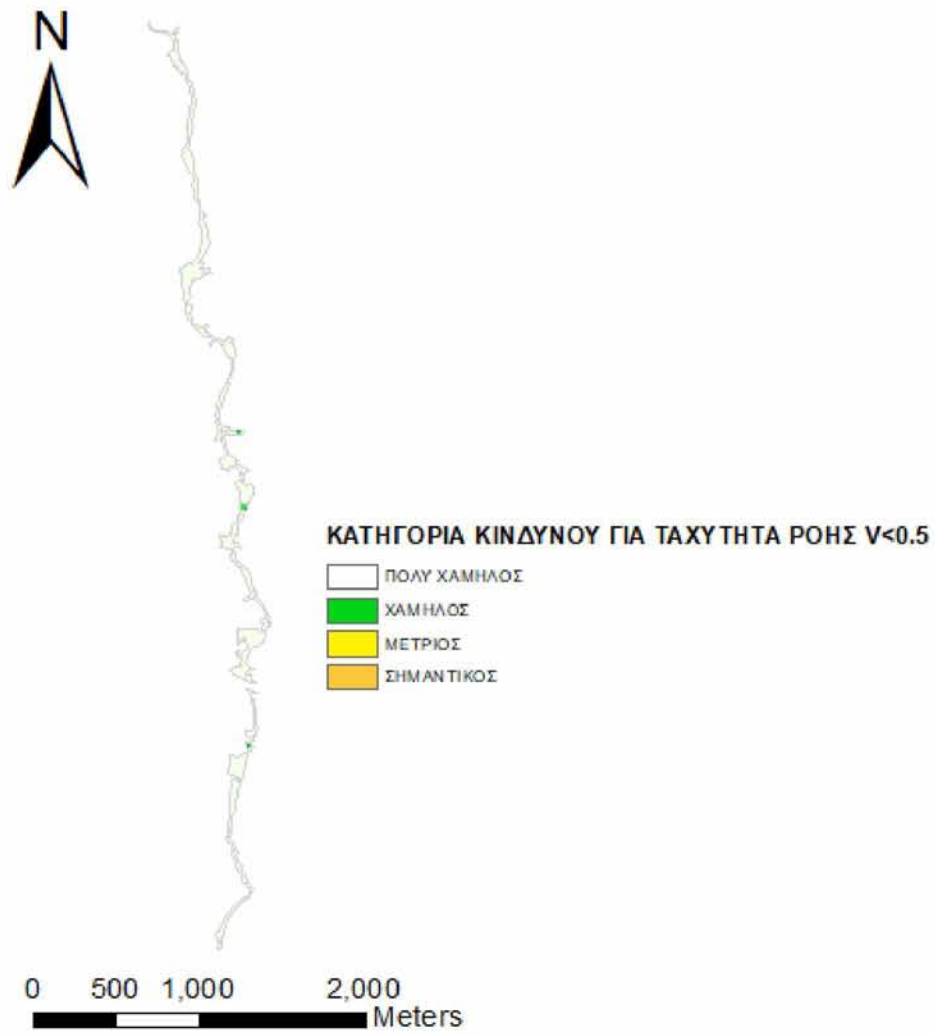 N
ΚΑΤΗΓΟΡΙΑ ΚΙΝΔΥΝΟΥ ΓΙΑ ΤΑΧΥΤΗΤΑ ΡΟΗΣ V<0.5
ΠΟΛΥ ΧΑΜΗΛΟΣ
ΧΑΜΗΛΟΣ
ΜΕΤΡΙΟΣ
ΣΗΜΑΝΤΙΚΟΣ
0 500 1,000 2,000
Meters